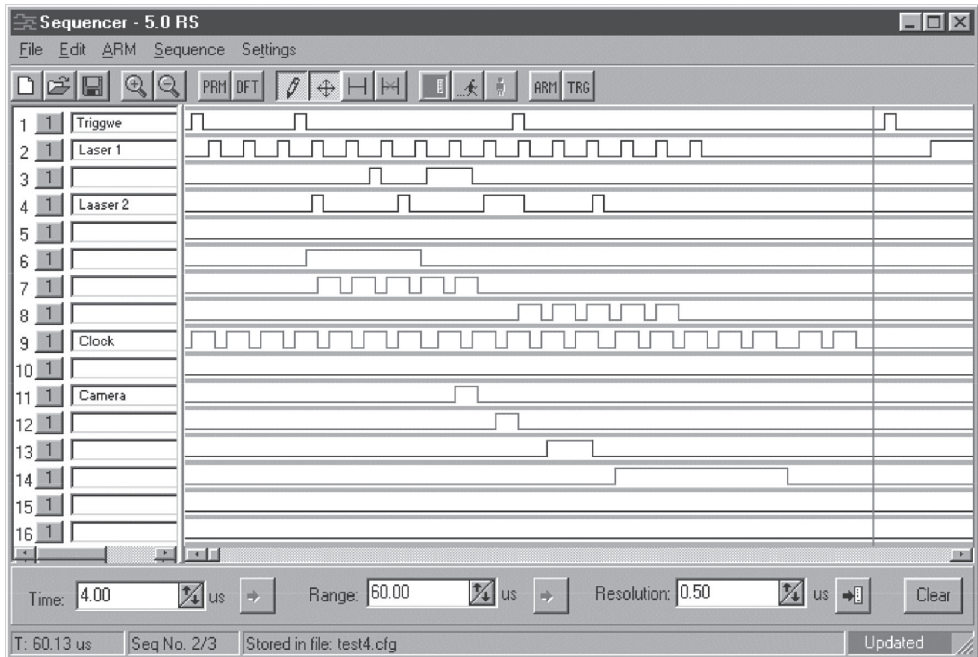 Sequencer - 5.0 RS
File Edit ARM Sequence Settings
PRM DFT ARM TRG
1 1 Triggwe
2 1 Laser 1
3 1
4 1 Laaser 2
5 1
6 1
7 1
8 1
9 1 Clock
10 1
11 1 Camera
12 1
13 1
14 1
15 1
16 1
Time: 4.00 us Range: 60.00 us Resolution: 0.50 us Clear
T: 60.13 us Seq No. 2/3 Stored in file: test4.cfg Updated